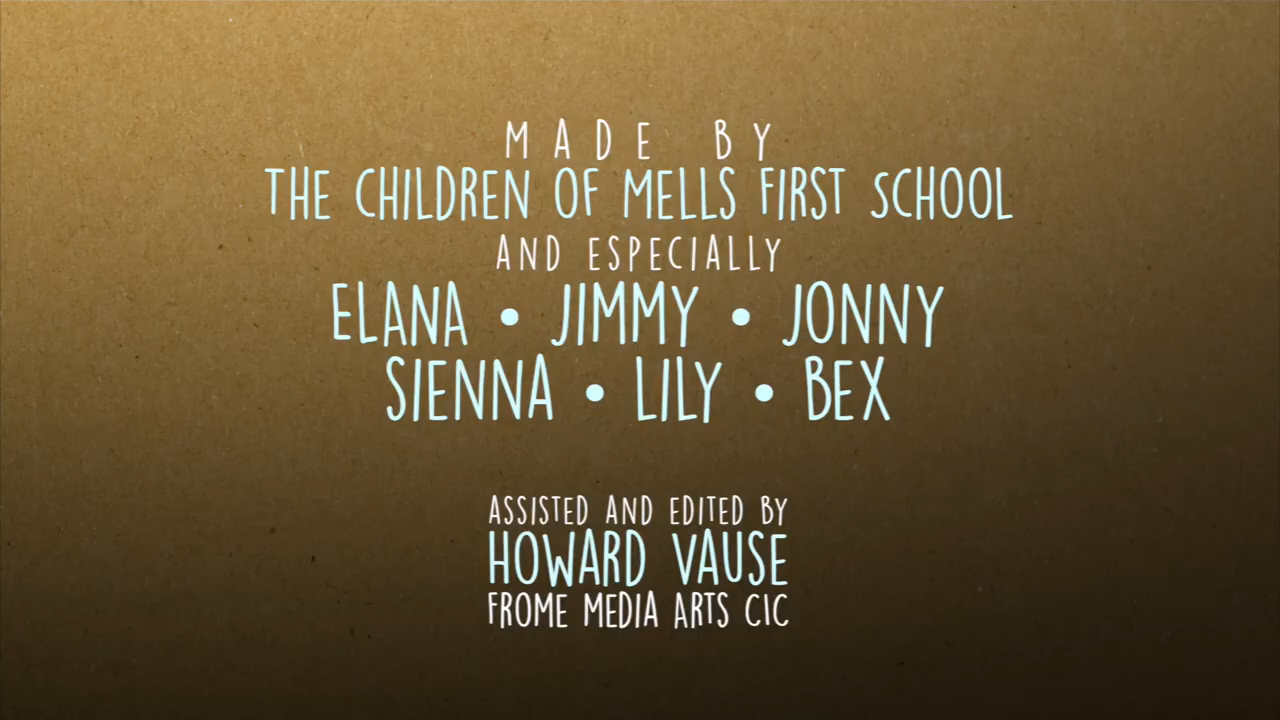 MADE BY
THE CHILDREN OF MELLS FIRST SCHOOL
AND ESPECIALLY
ELANA • JIMMY • JONNY
SIENNA • LILY • BEX
ASSISTED AND EDITED BY
HOWARD VAUSE
FROME MEDIA ARTS CIC